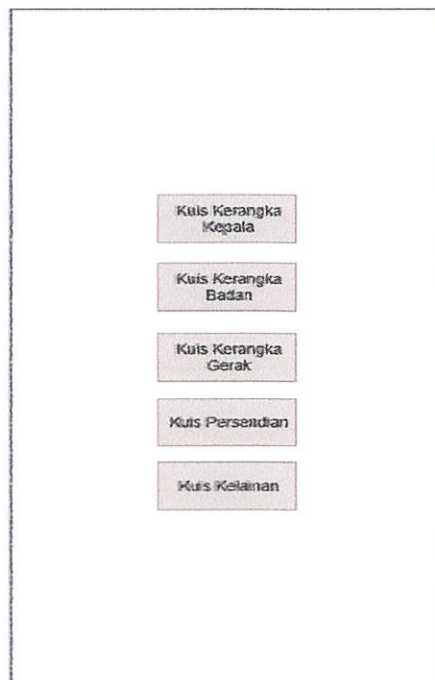 Kuis Kerangka
Kepala
Kuis Kerangka
Badan
Kuis Kerangka
Gerak
Kuis Persendian
Kuis Kelainan